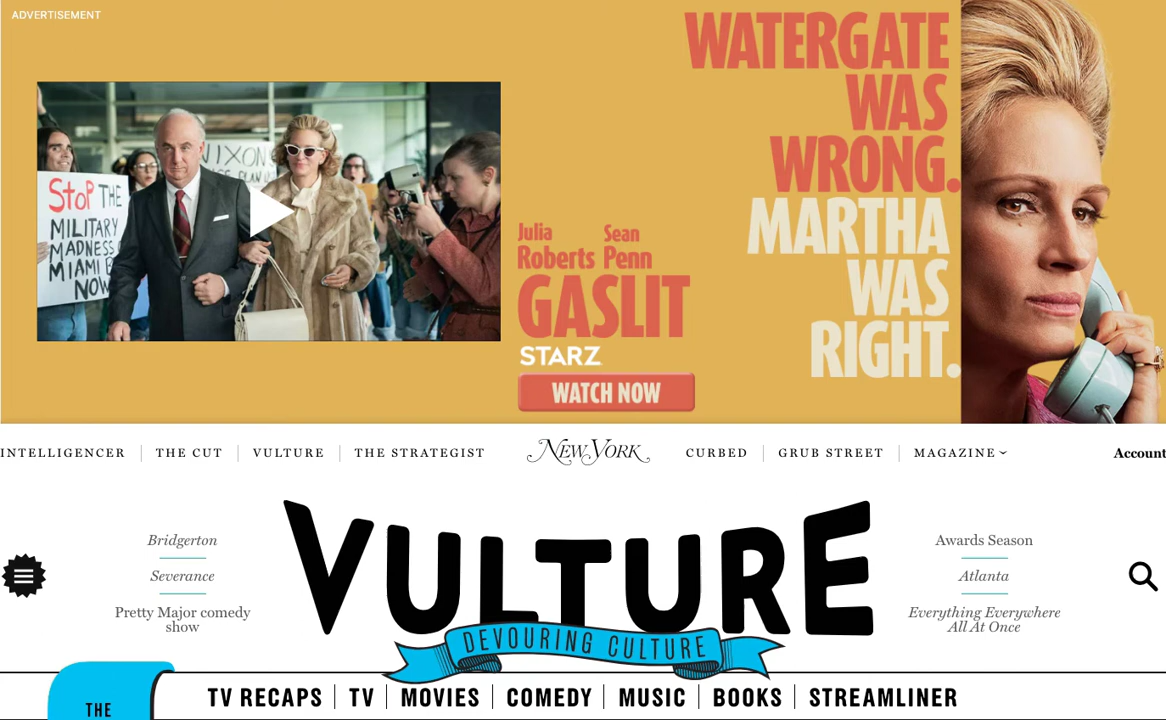 ADVERTISEMENT
STOP THE
MILITARY
MADNESS
MIAMI
NOW
NIXON
Julia Roberts
Sean Penn
GASLIT
STARZ
WATCH NOW
WATERGATE
WAS
WRONG.
MARTHA
WAS
RIGHT.
INTELLIGENCER
THE CUT
VULTURE
THE STRATEGIST
NEW YORK
CURBED
GRUB STREET
MAGAZINE
Account
Bridgerton
Severance
Pretty Major comedy
show
VULTURE
DEVOURING CULTURE
Awards Season
Atlanta
Everything Everywhere
All At Once
THE
TV RECAPS
TV
MOVIES
COMEDY
MUSIC
BOOKS
STREAMLINER